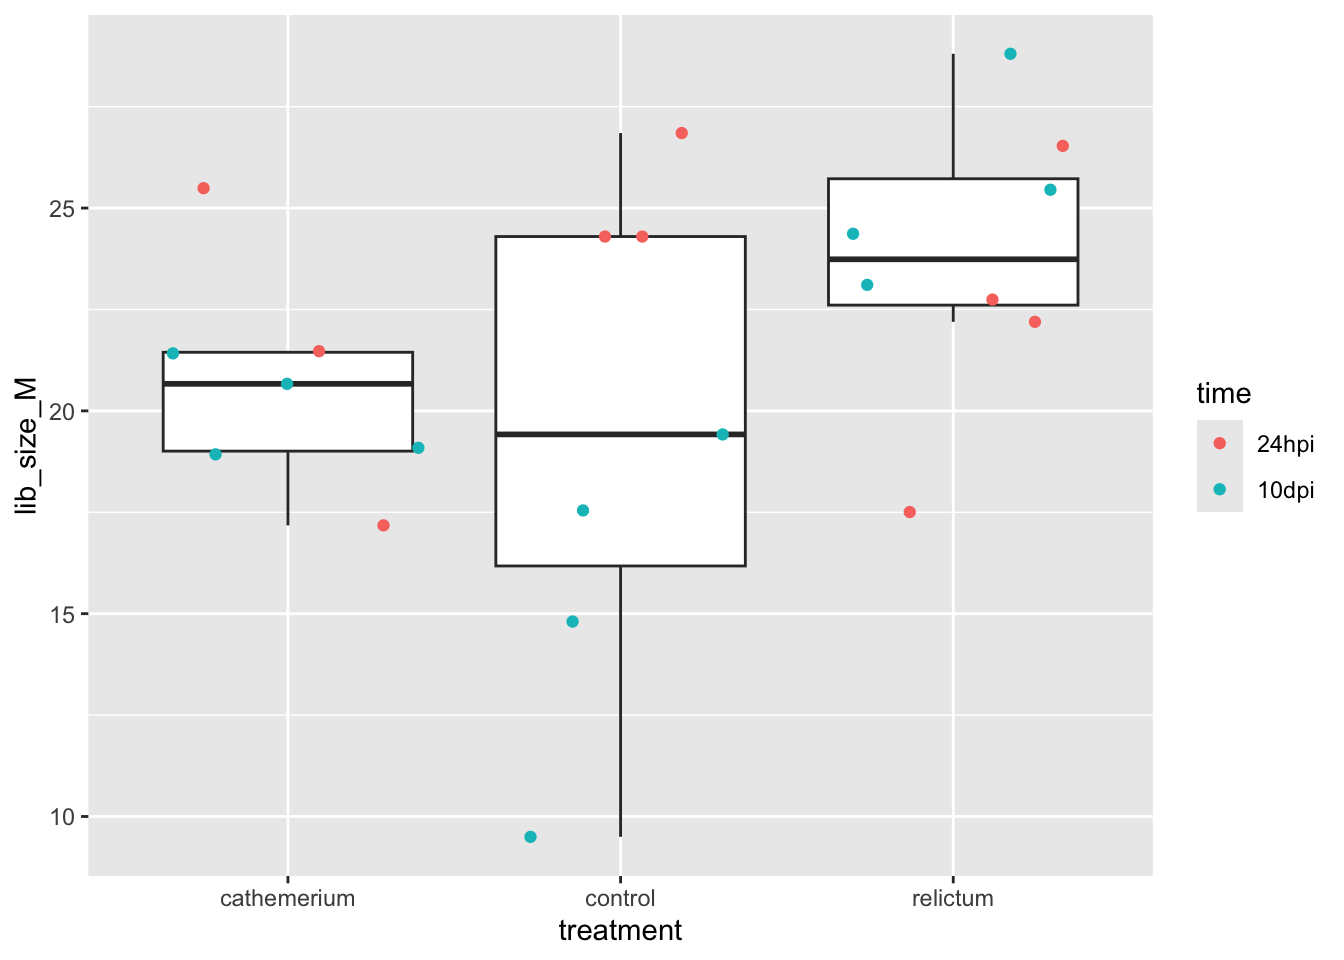 lib_size_M
25
20
15
10
cathemerium
control
relictum
treatment
time
24hpi
10dpi